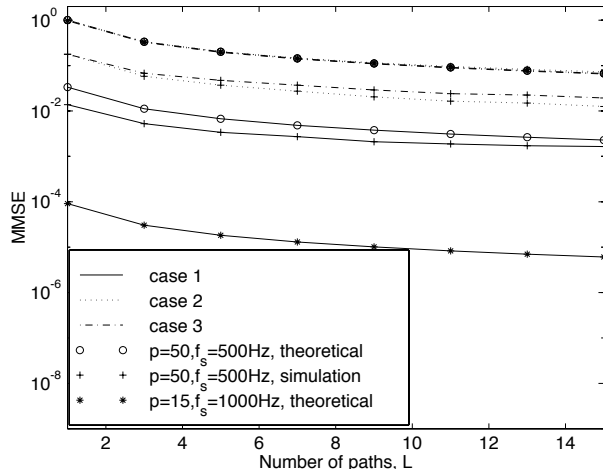 10^0
10^-2
10^-4
10^-6
10^-8
MMSE
case 1
case 2
case 3
p=50,f_s=500Hz, theoretical
p=50,f_s=500Hz, simulation
p=15,f_s=1000Hz, theoretical
2 4 6 8 10 12 14
Number of paths, L